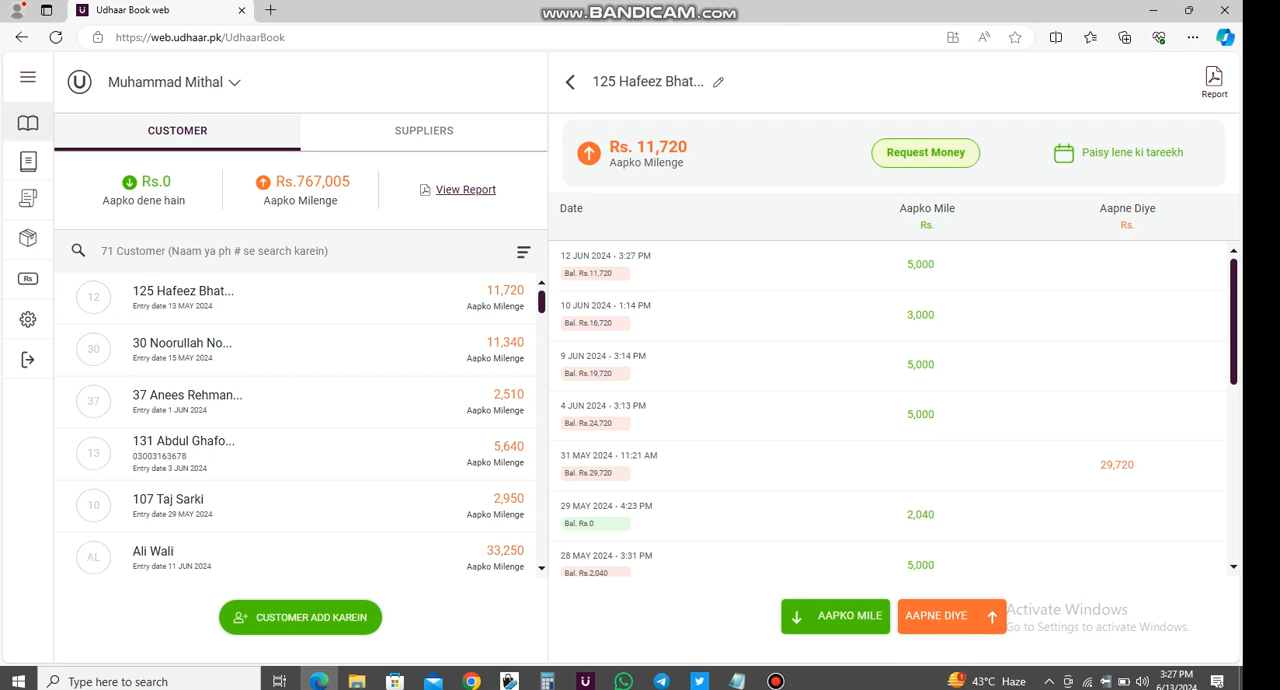 www.BANDICAM.com
Udhaar Book web
https://web.udhaar.pk/UdhaarBook
Muhammad Mithal
125 Hafeez Bhat...
Report
CUSTOMER
SUPPLIERS
Rs.0
Aapko dene hain
Rs.767,005
Aapko Milenge
View Report
Rs. 11,720
Aapko Milenge
Request Money
Paisy lene ki tareekh
71 Customer (Naam ya ph # se search karein)
12
125 Hafeez Bhat...
Entry date 13 MAY 2024
11,720
Aapko Milenge
30
30 Noorullah No...
Entry date 15 MAY 2024
11,340
Aapko Milenge
37
37 Anees Rehman...
Entry date 1 JUN 2024
2,510
Aapko Milenge
13
131 Abdul Ghafo...
03003163678
Entry date 3 JUN 2024
5,640
Aapko Milenge
10
107 Taj Sarki
Entry date 29 MAY 2024
2,950
Aapko Milenge
AL
Ali Wali
Entry date 11 JUN 2024
33,250
Aapko Milenge
CUSTOMER ADD KAREIN
Date
Aapko Mile
Rs.
Aapne Diye
Rs.
12 JUN 2024 - 3:27 PM
Bal. Rs.11,720
5,000
10 JUN 2024 - 1:14 PM
Bal. Rs.16,720
3,000
9 JUN 2024 - 3:14 PM
Bal. Rs.19,720
5,000
4 JUN 2024 - 3:13 PM
Bal. Rs.24,720
5,000
31 MAY 2024 - 11:21 AM
Bal. Rs.29,720
29,720
29 MAY 2024 - 4:23 PM
Bal. Rs.0
2,040
28 MAY 2024 - 3:31 PM
Bal. Rs.2,040
5,000
AAPKO MILE
AAPNE DIYE
Activate Windows
Go to Settings to activate Windows.
Rs
Type here to search
43°C Haze
3:27 PM
6/13/2024